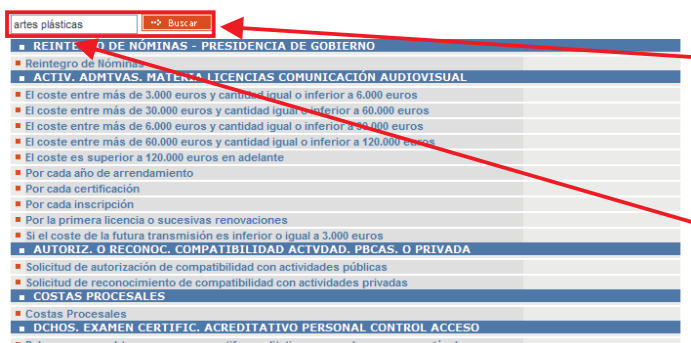 artes plásticas Buscar
REINTEGRO DE NÓMINAS - PRESIDENCIA DE GOBIERNO
Reintegro de Nóminas
ACTIV. ADMTVAS. MATERIA LICENCIAS COMUNICACIÓN AUDIOVISUAL
El coste entre más de 3.000 euros y cantidad igual o inferior a 6.000 euros
El coste entre más de 30.000 euros y cantidad igual o inferior a 60.000 euros
El coste entre más de 6.000 euros y cantidad igual o inferior a 30.000 euros
El coste entre más de 60.000 euros y cantidad igual o inferior a 120.000 euros
El coste es superior a 120.000 euros en adelante
Por cada año de arrendamiento
Por cada certificación
Por cada inscripción
Por la primera licencia o sucesivas renovaciones
Si el coste de la futura transmisión es inferior o igual a 3.000 euros
AUTORIZ. O RECONOC. COMPATIBILIDAD ACTVDAD. PBCAS. O PRIVADA
Solicitud de autorización de compatibilidad con actividades públicas
Solicitud de reconocimiento de compatibilidad con actividades privadas
COSTAS PROCESALES
Costas Procesales
DCHOS. EXAMEN CERTIFIC. ACREDITATIVO PERSONAL CONTROL ACCESO